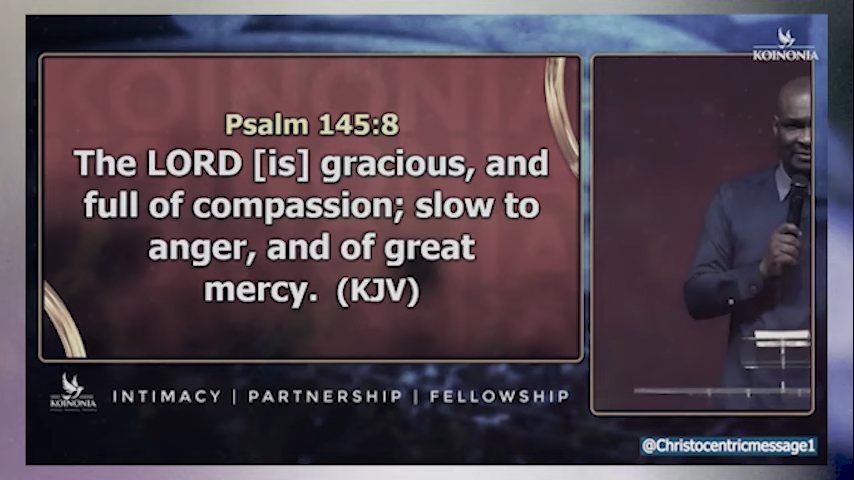 KOINONIA
Psalm 145:8
The LORD [is] gracious, and
full of compassion; slow to
anger, and of great
mercy. (KJV)
KOINONIA
INTIMACY | PARTNERSHIP | FELLOWSHIP
@Christocentricmessage1